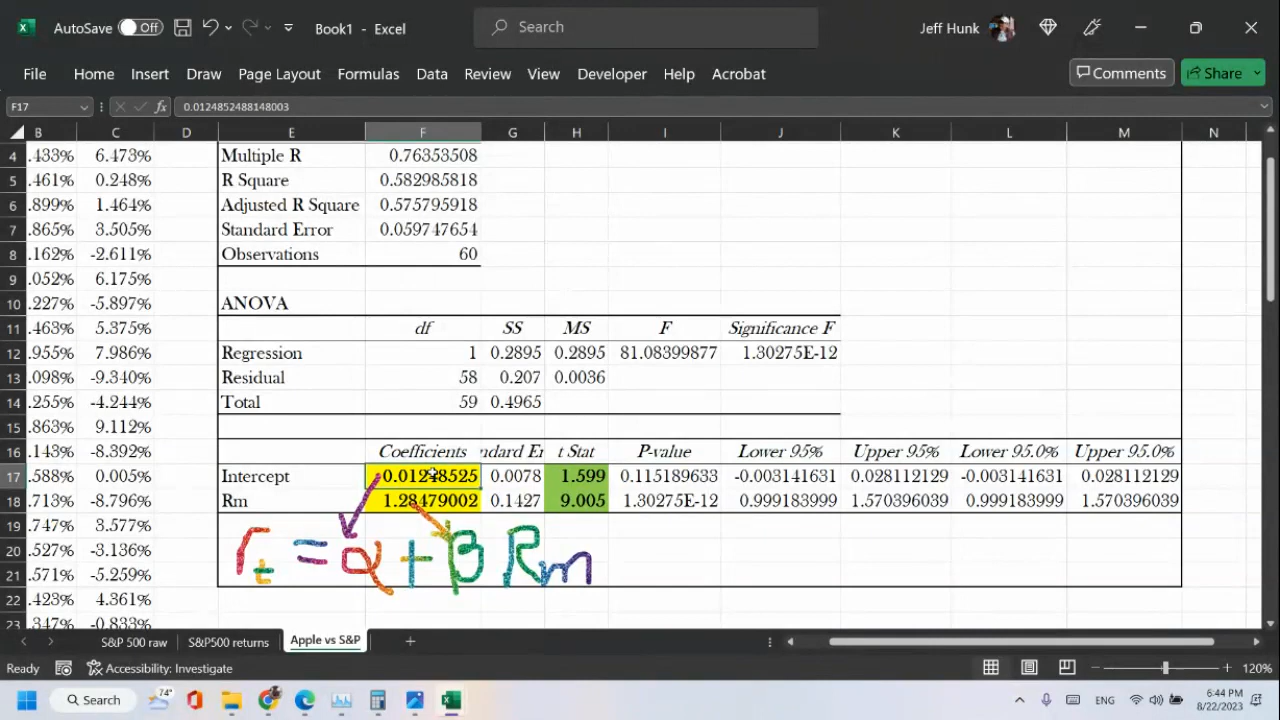 AutoSave Off Book1 - Excel Search Jeff Hunk
File Home Insert Draw Page Layout Formulas Data Review View Developer Help Acrobat Comments Share
F17 fx 0.0124852488148003
B C D E F G H I J K L M N
4 .433% 6.473% Multiple R 0.76353508
5 .461% 0.248% R Square 0.582985818
6 .899% 1.464% Adjusted R Square 0.575795918
7 .865% 3.505% Standard Error 0.059747654
8 .162% -2.611% Observations 60
9 .052% 6.175%
10 .227% -5.897% ANOVA
11 .463% 5.375% df SS MS F Significance F
12 .955% 7.986% Regression 1 0.2895 0.2895 81.08399877 1.30275E-12
13 .098% -9.340% Residual 58 0.207 0.0036
14 .255% -4.244% Total 59 0.4965
15 .863% 9.112%
16 .143% -8.392% Coefficients ndard Er t Stat P-value Lower 95% Upper 95% Lower 95.0% Upper 95.0%
17 .588% 0.005% Intercept 0.01248525 0.0078 1.599 0.115189633 -0.003141631 0.028112129 -0.003141631 0.028112129
18 .713% -8.796% Rm 1.28479002 0.1427 9.005 1.30275E-12 0.999183999 1.570396039 0.999183999 1.570396039
19 .747% 3.577%
20 .527% -3.136% rt = α + β Rm
21 .571% -5.259%
22 .423% 4.361%
23 .347% -0.833%
S&P 500 raw S&P500 returns Apple vs S&P
Ready Accessibility: Investigate 120%
Search 74° ENG 6:44 PM
8/22/2023